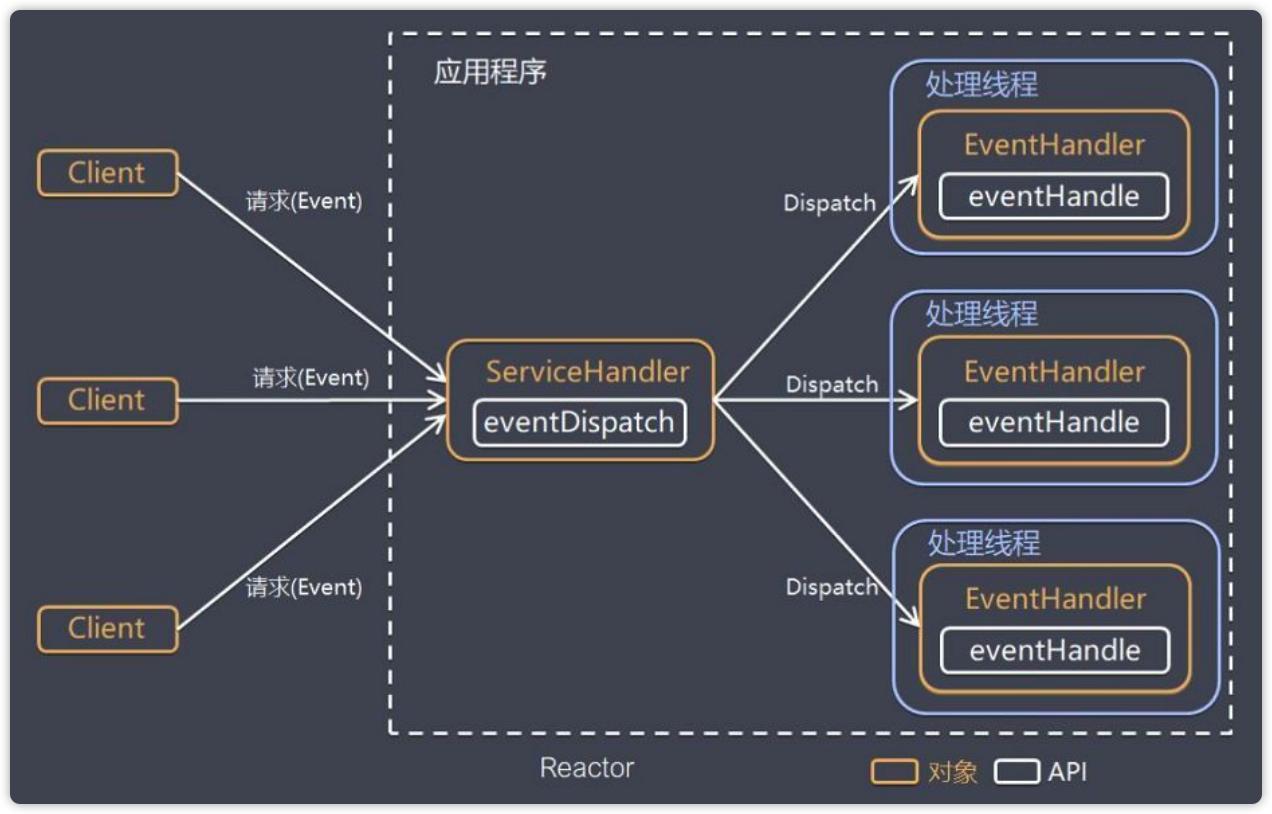 应用程序
处理线程
EventHandler
eventHandle
Client
请求(Event)
Dispatch
处理线程
Client
请求(Event)
ServiceHandler
eventDispatch
Dispatch
EventHandler
eventHandle
Client
请求(Event)
Dispatch
处理线程
EventHandler
eventHandle
Reactor
对象
API